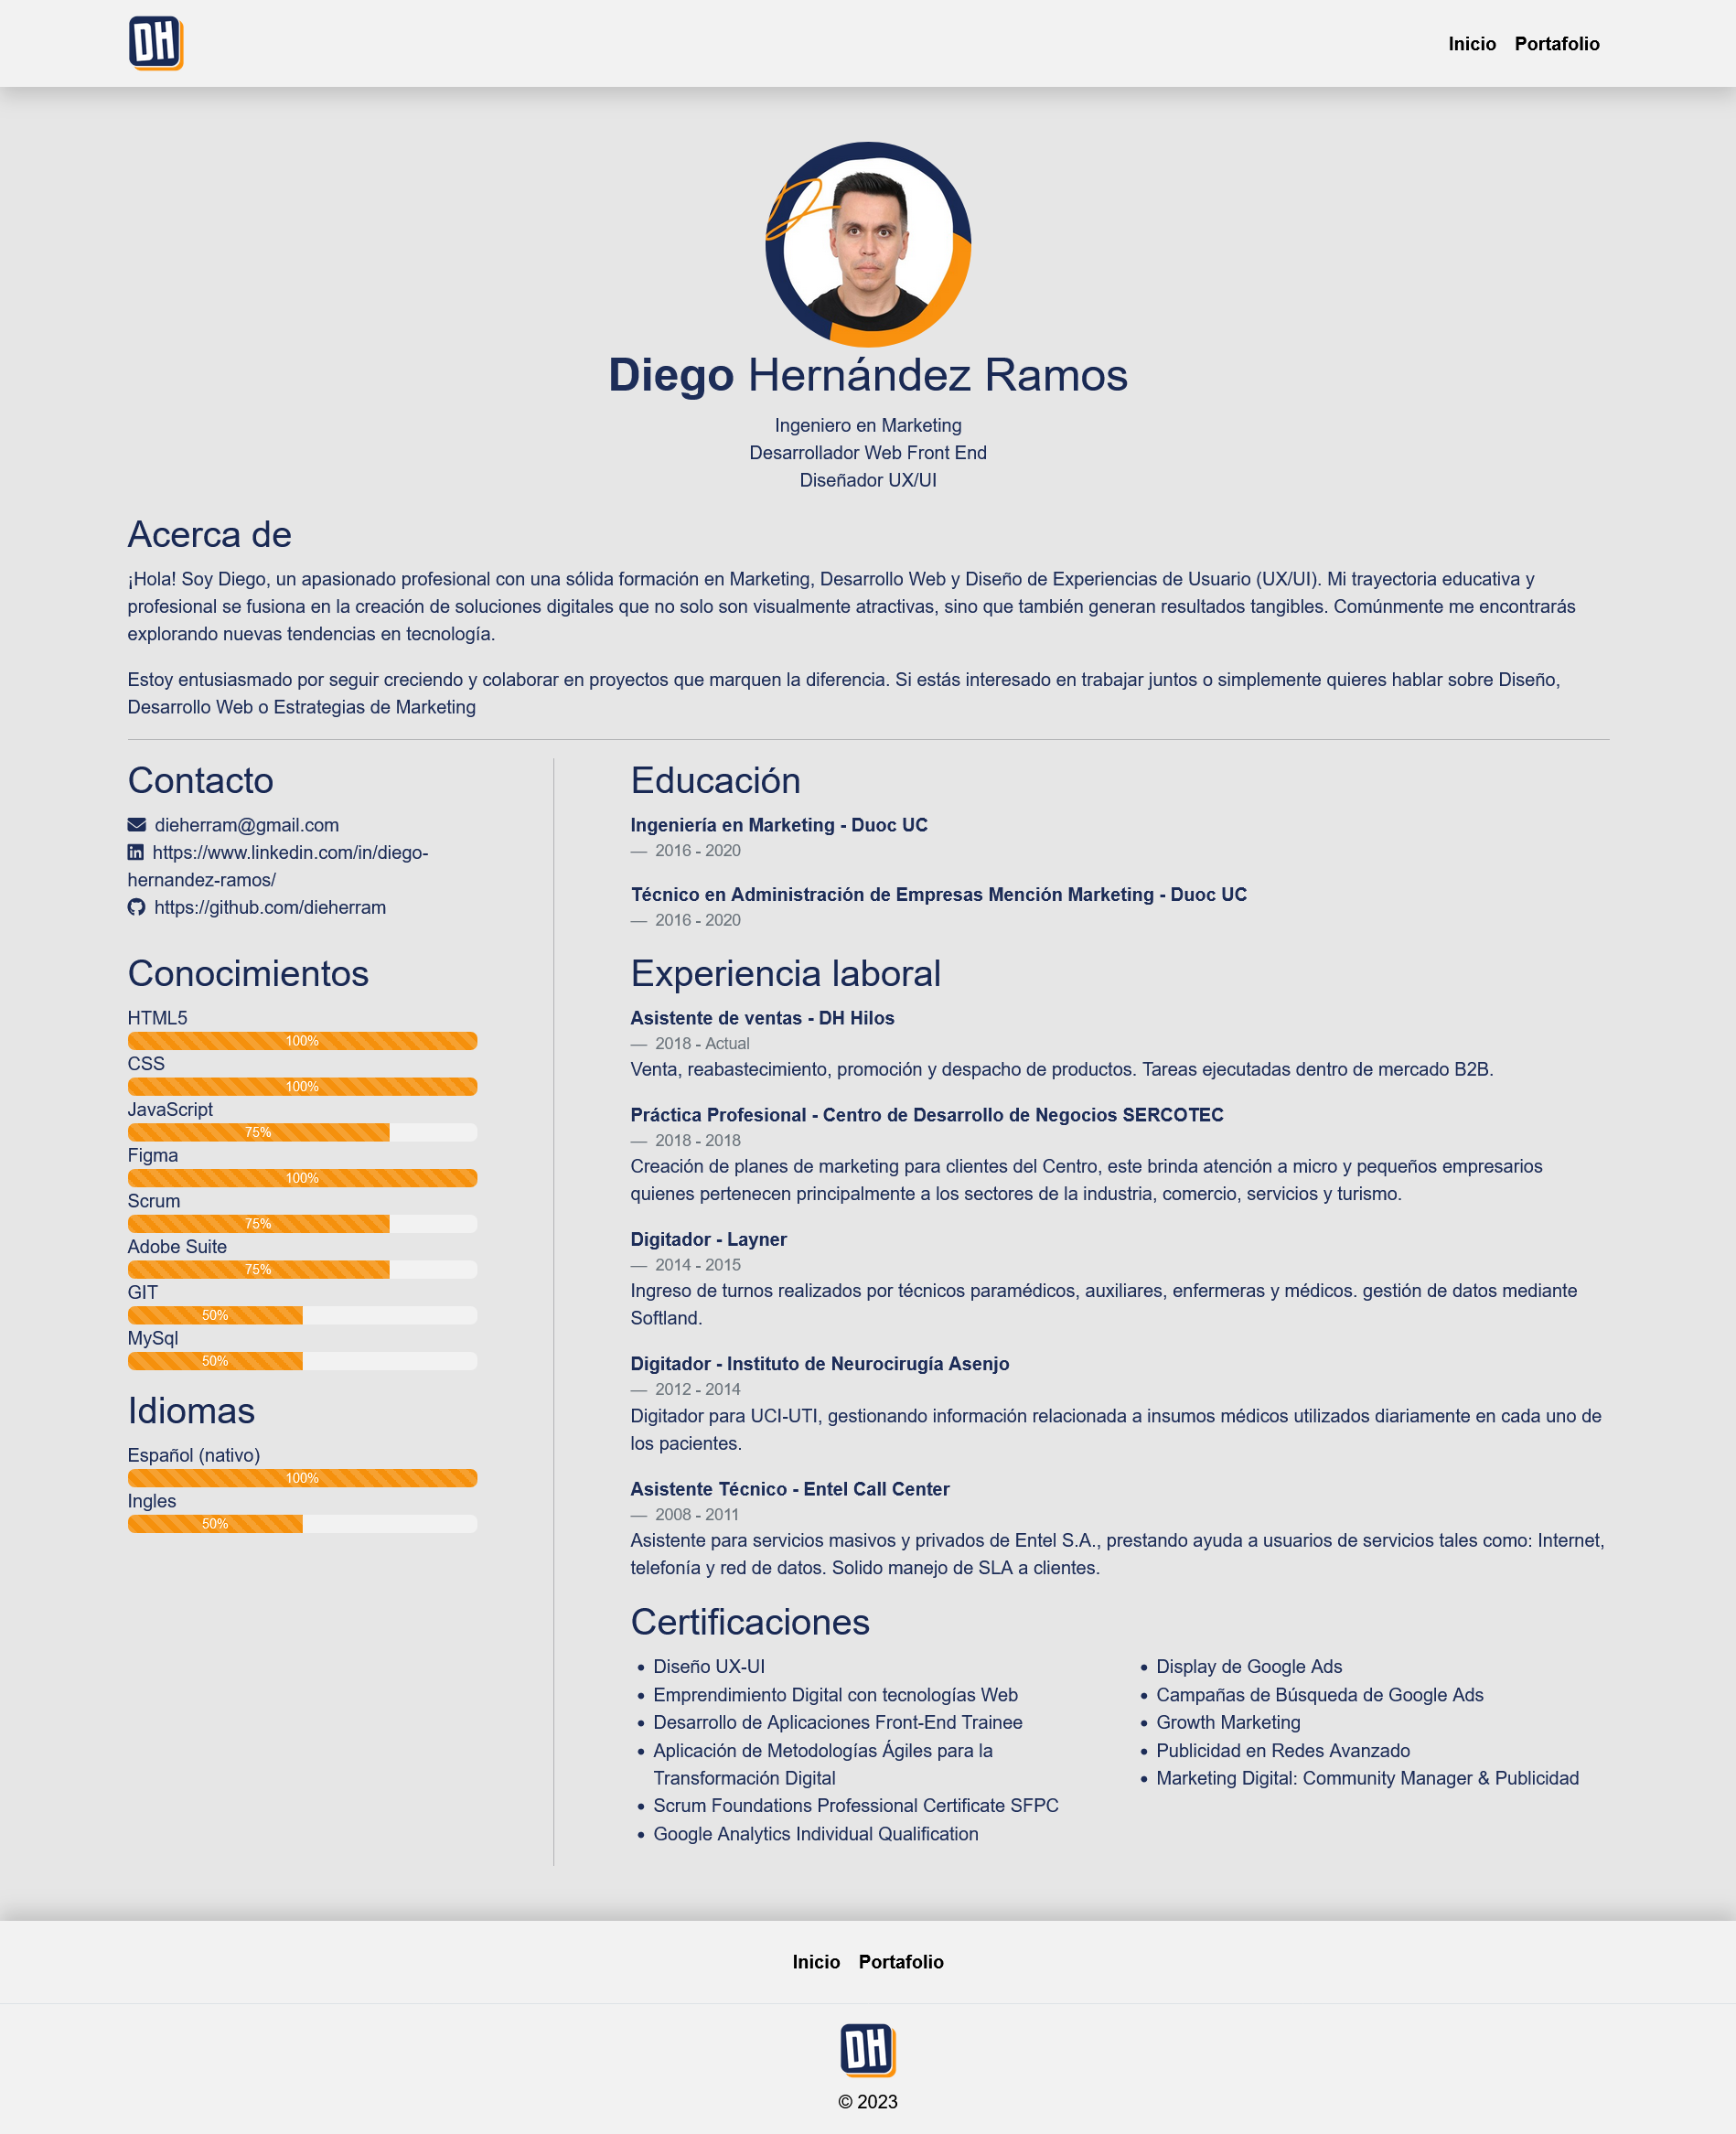 DH
Inicio Portafolio
Diego Hernández Ramos
Ingeniero en Marketing
Desarrollador Web Front End
Diseñador UX/UI
Acerca de
¡Hola! Soy Diego, un apasionado profesional con una sólida formación en Marketing, Desarrollo Web y Diseño de Experiencias de Usuario (UX/UI). Mi trayectoria educativa y
profesional se fusiona en la creación de soluciones digitales que no solo son visualmente atractivas, sino que también generan resultados tangibles. Comúnmente me encontrarás
explorando nuevas tendencias en tecnología.
Estoy entusiasmado por seguir creciendo y colaborar en proyectos que marquen la diferencia. Si estás interesado en trabajar juntos o simplemente quieres hablar sobre Diseño,
Desarrollo Web o Estrategias de Marketing
Contacto
dieherram@gmail.com
https://www.linkedin.com/in/diego-
hernandez-ramos/
https://github.com/dieherram
Conocimientos
HTML5
100%
CSS
100%
JavaScript
75%
Figma
100%
Scrum
75%
Adobe Suite
75%
GIT
50%
MySql
50%
Idiomas
Español (nativo)
100%
Ingles
50%
Educación
Ingeniería en Marketing - Duoc UC
— 2016 - 2020
Técnico en Administración de Empresas Mención Marketing - Duoc UC
— 2016 - 2020
Experiencia laboral
Asistente de ventas - DH Hilos
— 2018 - Actual
Venta, reabastecimiento, promoción y despacho de productos. Tareas ejecutadas dentro de mercado B2B.
Práctica Profesional - Centro de Desarrollo de Negocios SERCOTEC
— 2018 - 2018
Creación de planes de marketing para clientes del Centro, este brinda atención a micro y pequeños empresarios
quienes pertenecen principalmente a los sectores de la industria, comercio, servicios y turismo.
Digitador - Layner
— 2014 - 2015
Ingreso de turnos realizados por técnicos paramédicos, auxiliares, enfermeras y médicos. gestión de datos mediante
Softland.
Digitador - Instituto de Neurocirugía Asenjo
— 2012 - 2014
Digitador para UCI-UTI, gestionando información relacionada a insumos médicos utilizados diariamente en cada uno de
los pacientes.
Asistente Técnico - Entel Call Center
— 2008 - 2011
Asistente para servicios masivos y privados de Entel S.A., prestando ayuda a usuarios de servicios tales como: Internet,
telefonía y red de datos. Solido manejo de SLA a clientes.
Certificaciones
• Diseño UX-UI
• Emprendimiento Digital con tecnologías Web
• Desarrollo de Aplicaciones Front-End Trainee
• Aplicación de Metodologías Ágiles para la
Transformación Digital
• Scrum Foundations Professional Certificate SFPC
• Google Analytics Individual Qualification
• Display de Google Ads
• Campañas de Búsqueda de Google Ads
• Growth Marketing
• Publicidad en Redes Avanzado
• Marketing Digital: Community Manager & Publicidad
Inicio Portafolio
DH
© 2023